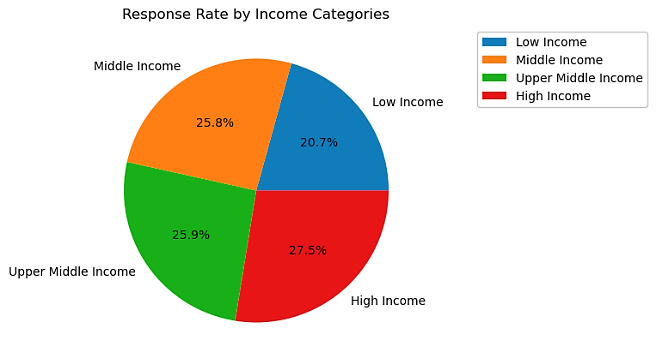 Response Rate by Income Categories
Low Income
Middle Income
Upper Middle Income
High Income
Middle Income
Low Income
25.8%
20.7%
25.9%
27.5%
Upper Middle Income
High Income